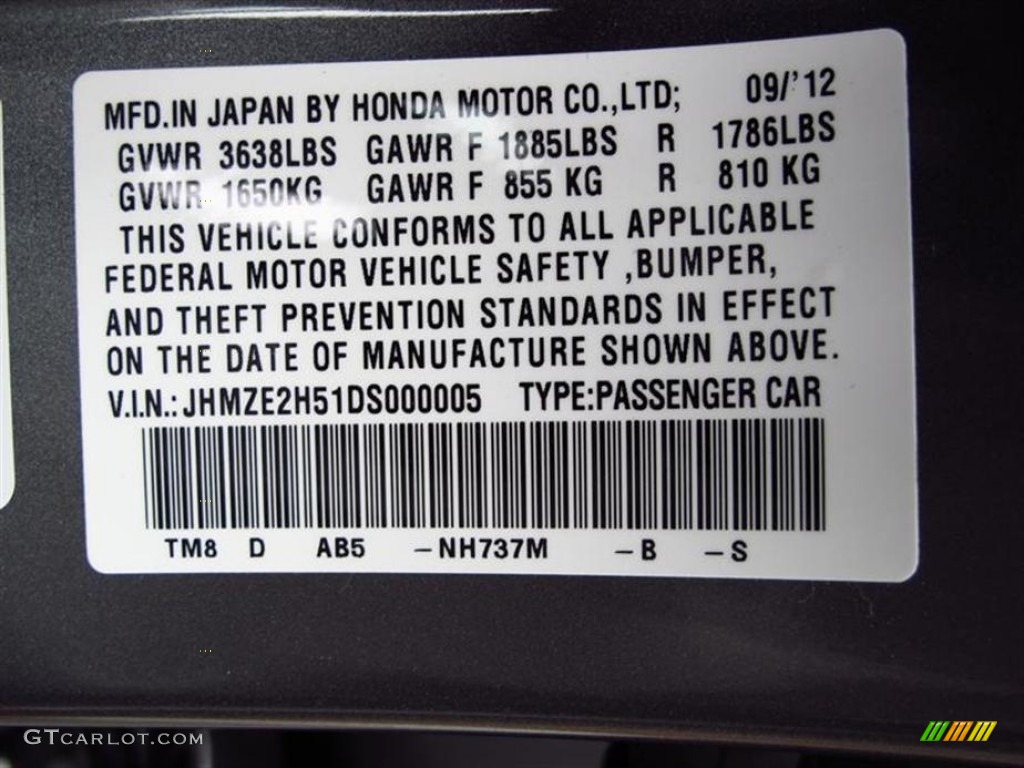 MFD.IN JAPAN BY HONDA MOTOR CO.,LTD; 09/'12
GVWR 3638LBS GAWR F 1885LBS R 1786LBS
GVWR 1650KG GAWR F 855 KG R 810 KG
THIS VEHICLE CONFORMS TO ALL APPLICABLE
FEDERAL MOTOR VEHICLE SAFETY ,BUMPER,
AND THEFT PREVENTION STANDARDS IN EFFECT
ON THE DATE OF MANUFACTURE SHOWN ABOVE.
V.I.N.:JHMZE2H51DS000005 TYPE:PASSENGER CAR
TM8 D AB5 –NH737M –B –S
GTCARLOT.COM